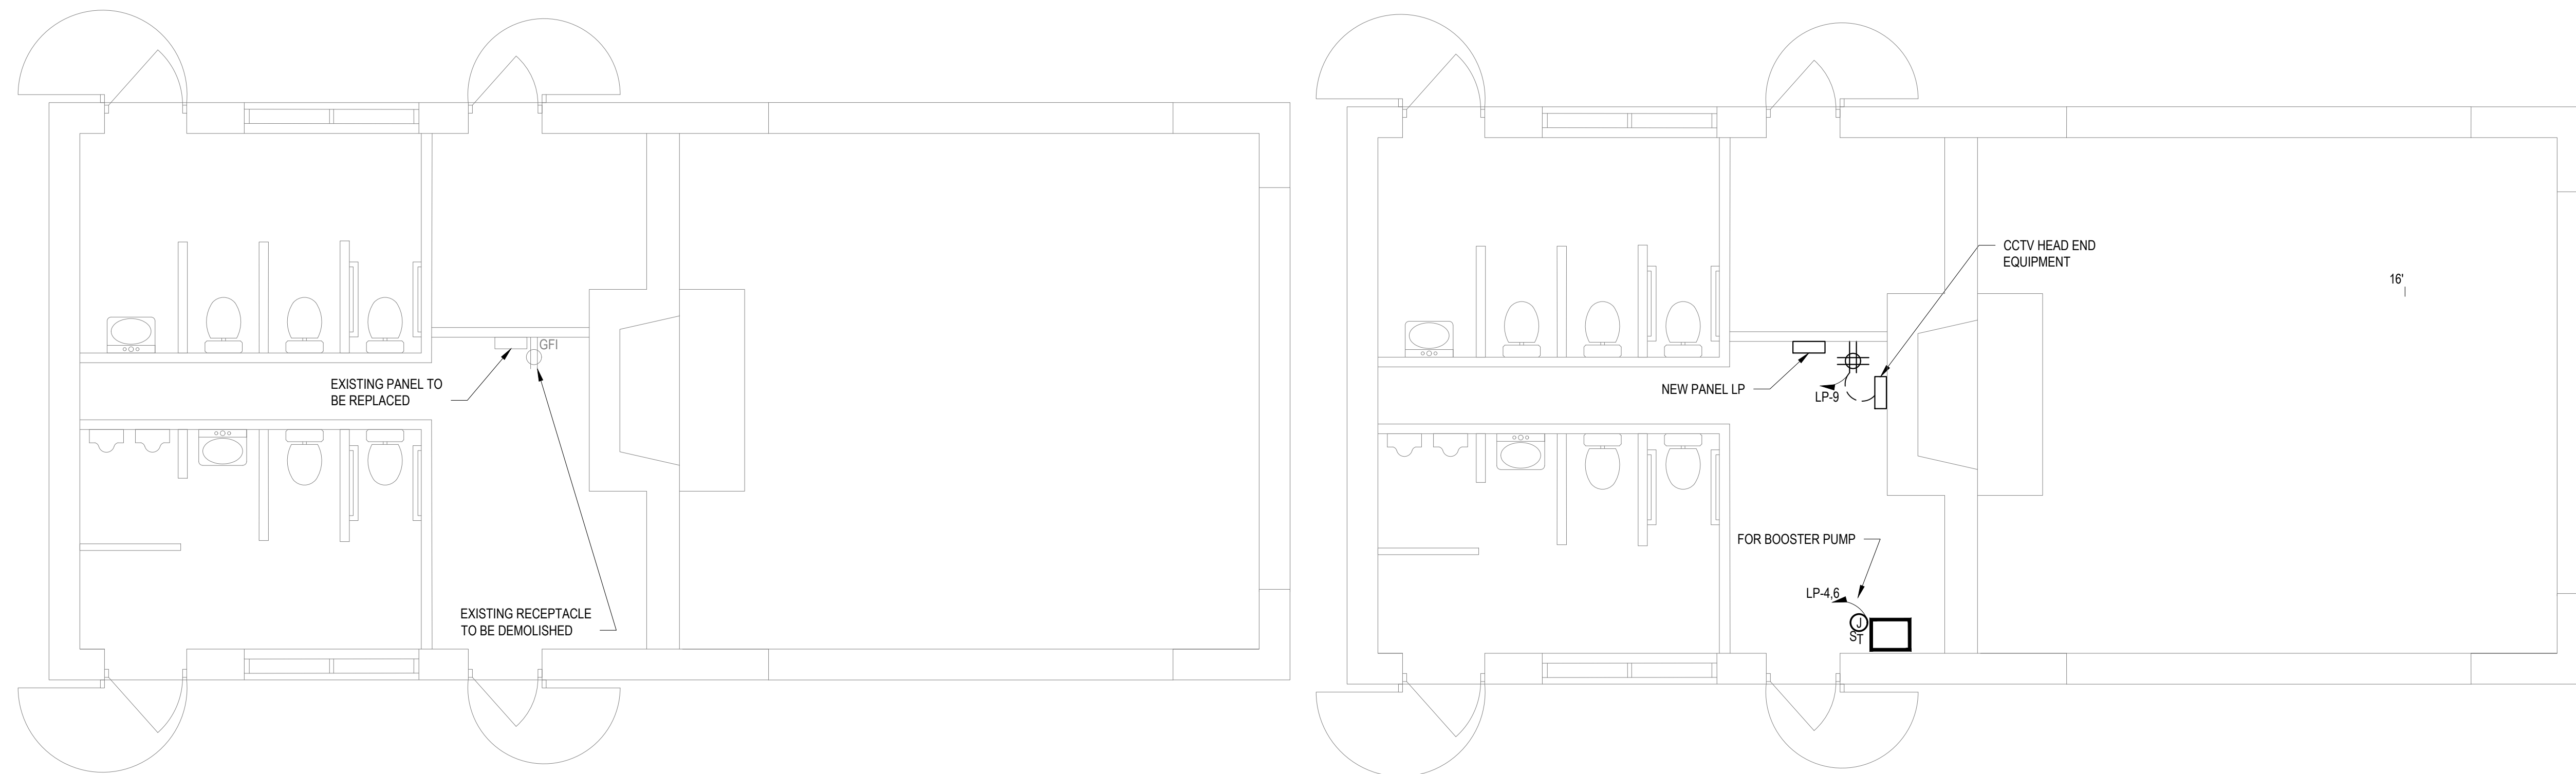 GFI
EXISTING PANEL TO
BE REPLACED
EXISTING RECEPTACLE
TO BE DEMOLISHED
CCTV HEAD END
EQUIPMENT
16'
NEW PANEL LP
LP-9
FOR BOOSTER PUMP
LP-4,6
J
ST